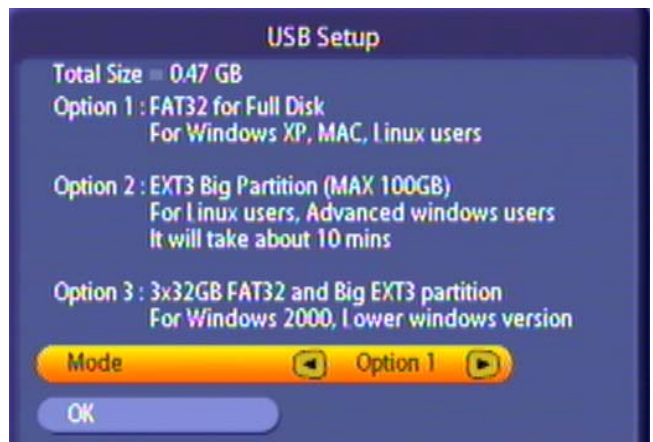 USB Setup
Total Size = 0.47 GB
Option 1 : FAT32 for Full Disk
For Windows XP, MAC, Linux users
Option 2 : EXT3 Big Partition (MAX 100GB)
For Linux users, Advanced windows users
It will take about 10 mins
Option 3 : 3x32GB FAT32 and Big EXT3 partition
For Windows 2000, Lower windows version
Mode Option 1
OK